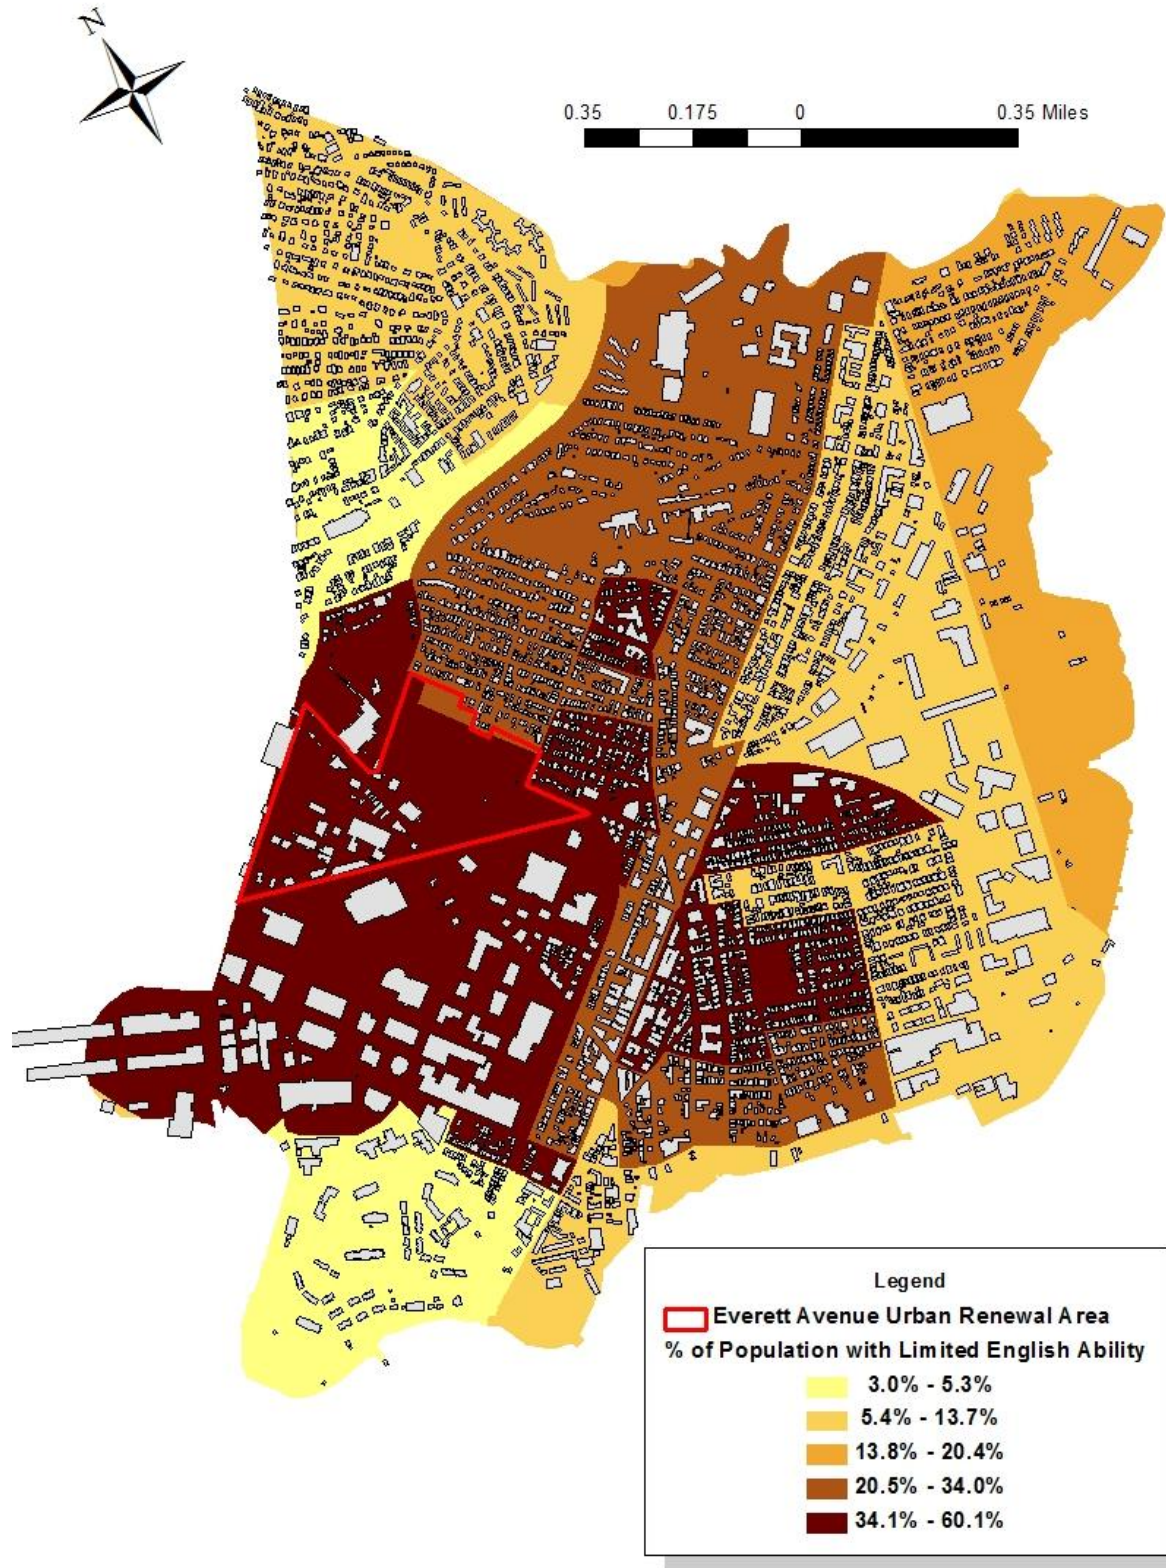 N
0.35 0.175 0 0.35 Miles
Legend
Everett Avenue Urban Renewal Area
% of Population with Limited English Ability
3.0% - 5.3%
5.4% - 13.7%
13.8% - 20.4%
20.5% - 34.0%
34.1% - 60.1%